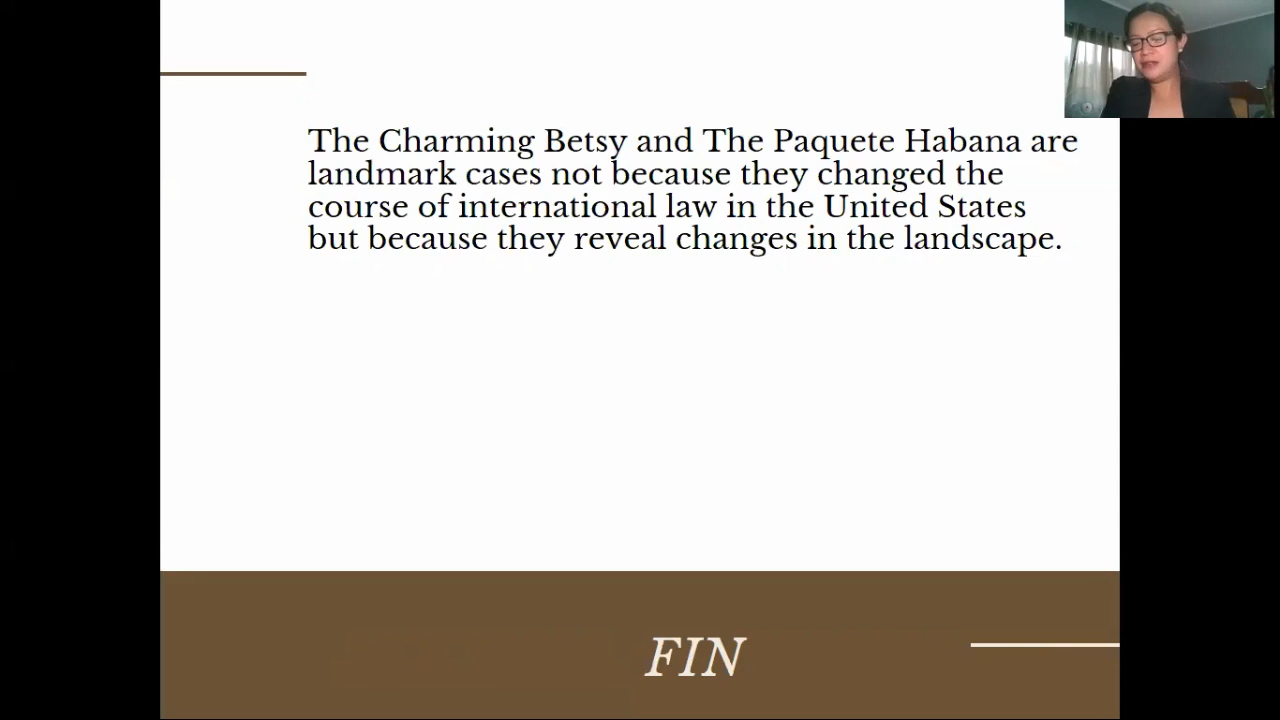 The Charming Betsy and The Paquete Habana are
landmark cases not because they changed the
course of international law in the United States
but because they reveal changes in the landscape.
FIN